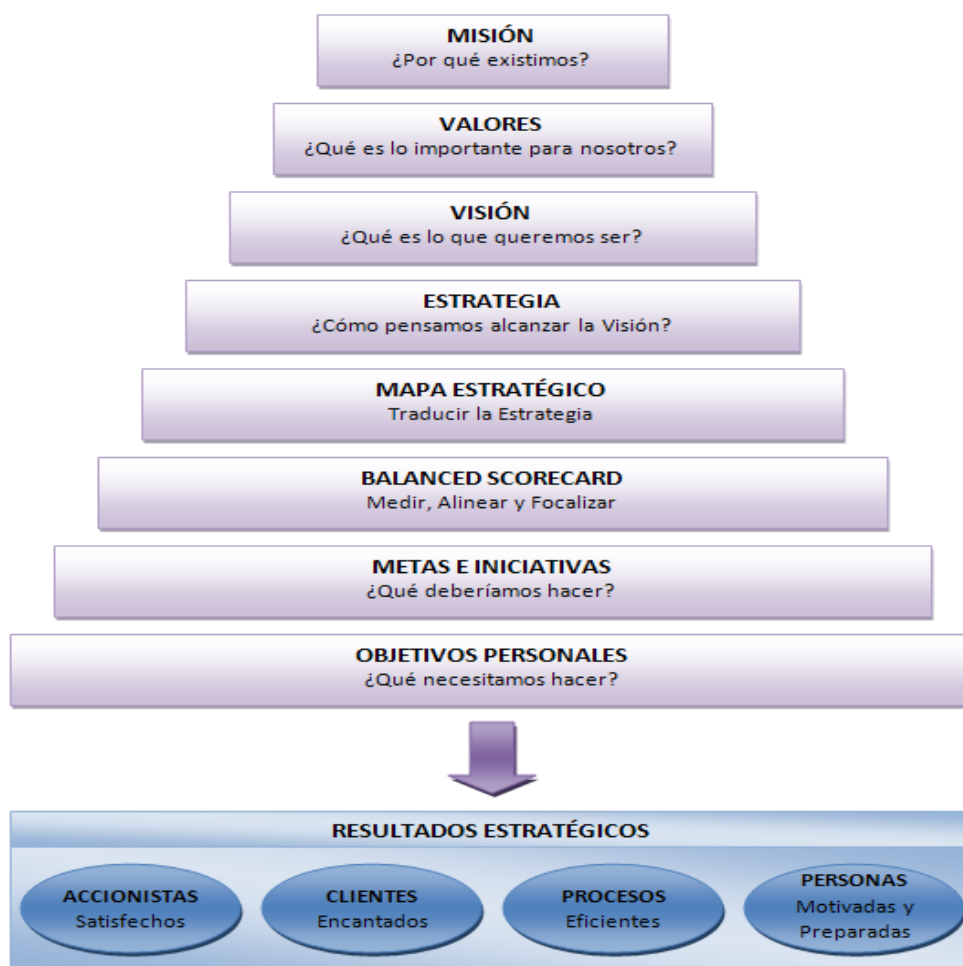 MISIÓN
¿Por qué existimos?
VALORES
¿Qué es lo importante para nosotros?
VISIÓN
¿Qué es lo que queremos ser?
ESTRATEGIA
¿Cómo pensamos alcanzar la Visión?
MAPA ESTRATÉGICO
Traducir la Estrategia
BALANCED SCORECARD
Medir, Alinear y Focalizar
METAS E INICIATIVAS
¿Qué deberíamos hacer?
OBJETIVOS PERSONALES
¿Qué necesitamos hacer?
RESULTADOS ESTRATÉGICOS
ACCIONISTAS
Satisfechos
CLIENTES
Encantados
PROCESOS
Eficientes
PERSONAS
Motivadas y
Preparadas